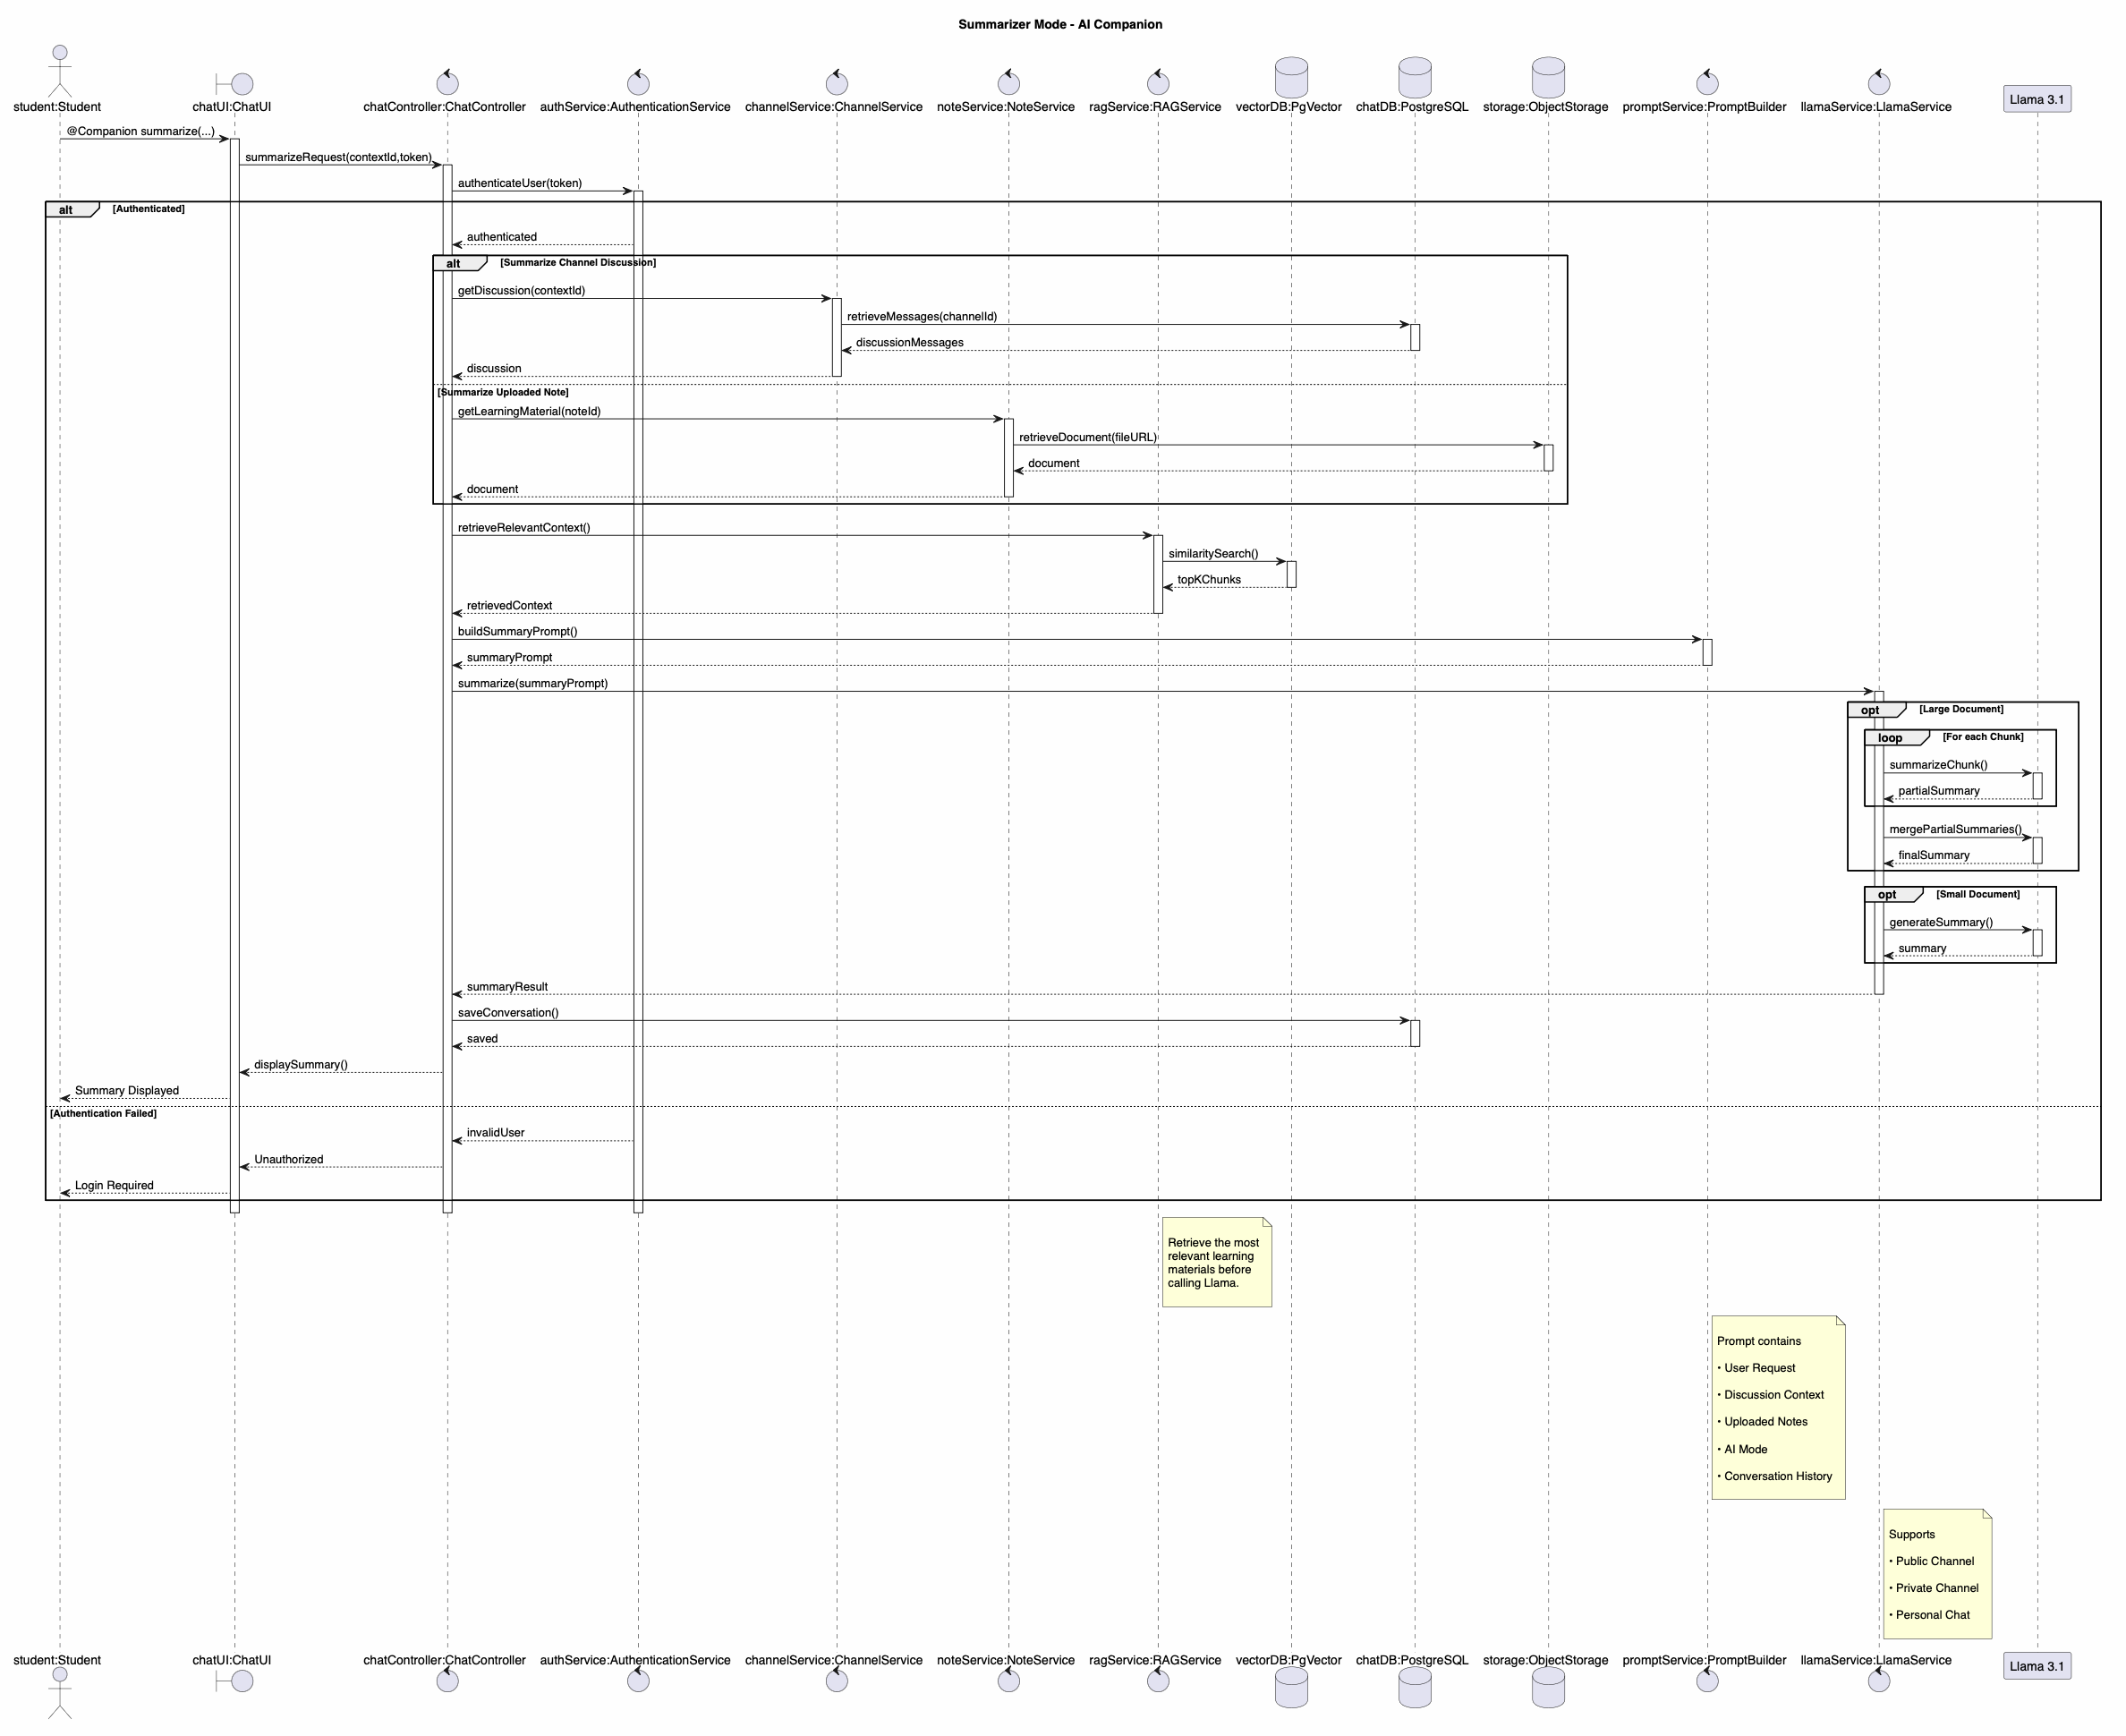 Summarizer Mode - AI Companion
student:Student
chatUI:ChatUI
chatController:ChatController
authService:AuthenticationService
channelService:ChannelService
noteService:NoteService
ragService:RAGService
vectorDB:PgVector
chatDB:PostgreSQL
storage:ObjectStorage
promptService:PromptBuilder
llamaService:LlamaService
Llama 3.1
@Companion summarize(...)
summarizeRequest(contextId,token)
authenticateUser(token)
alt
[Authenticated]
authenticated
alt
[Summarize Channel Discussion]
getDiscussion(contextId)
retrieveMessages(channelId)
discussionMessages
discussion
[Summarize Uploaded Note]
getLearningMaterial(noteId)
retrieveDocument(fileURL)
document
document
retrieveRelevantContext()
similaritySearch()
topKChunks
retrievedContext
buildSummaryPrompt()
summaryPrompt
summarize(summaryPrompt)
opt
[Large Document]
loop
[For each Chunk]
summarizeChunk()
partialSummary
mergePartialSummaries()
finalSummary
opt
[Small Document]
generateSummary()
summary
summaryResult
saveConversation()
saved
displaySummary()
Summary Displayed
[Authentication Failed]
invalidUser
Unauthorized
Login Required
Retrieve the most
relevant learning
materials before
calling Llama.
Prompt contains
• User Request
• Discussion Context
• Uploaded Notes
• AI Mode
• Conversation History
Supports
• Public Channel
• Private Channel
• Personal Chat
student:Student
chatUI:ChatUI
chatController:ChatController
authService:AuthenticationService
channelService:ChannelService
noteService:NoteService
ragService:RAGService
vectorDB:PgVector
chatDB:PostgreSQL
storage:ObjectStorage
promptService:PromptBuilder
llamaService:LlamaService
Llama 3.1